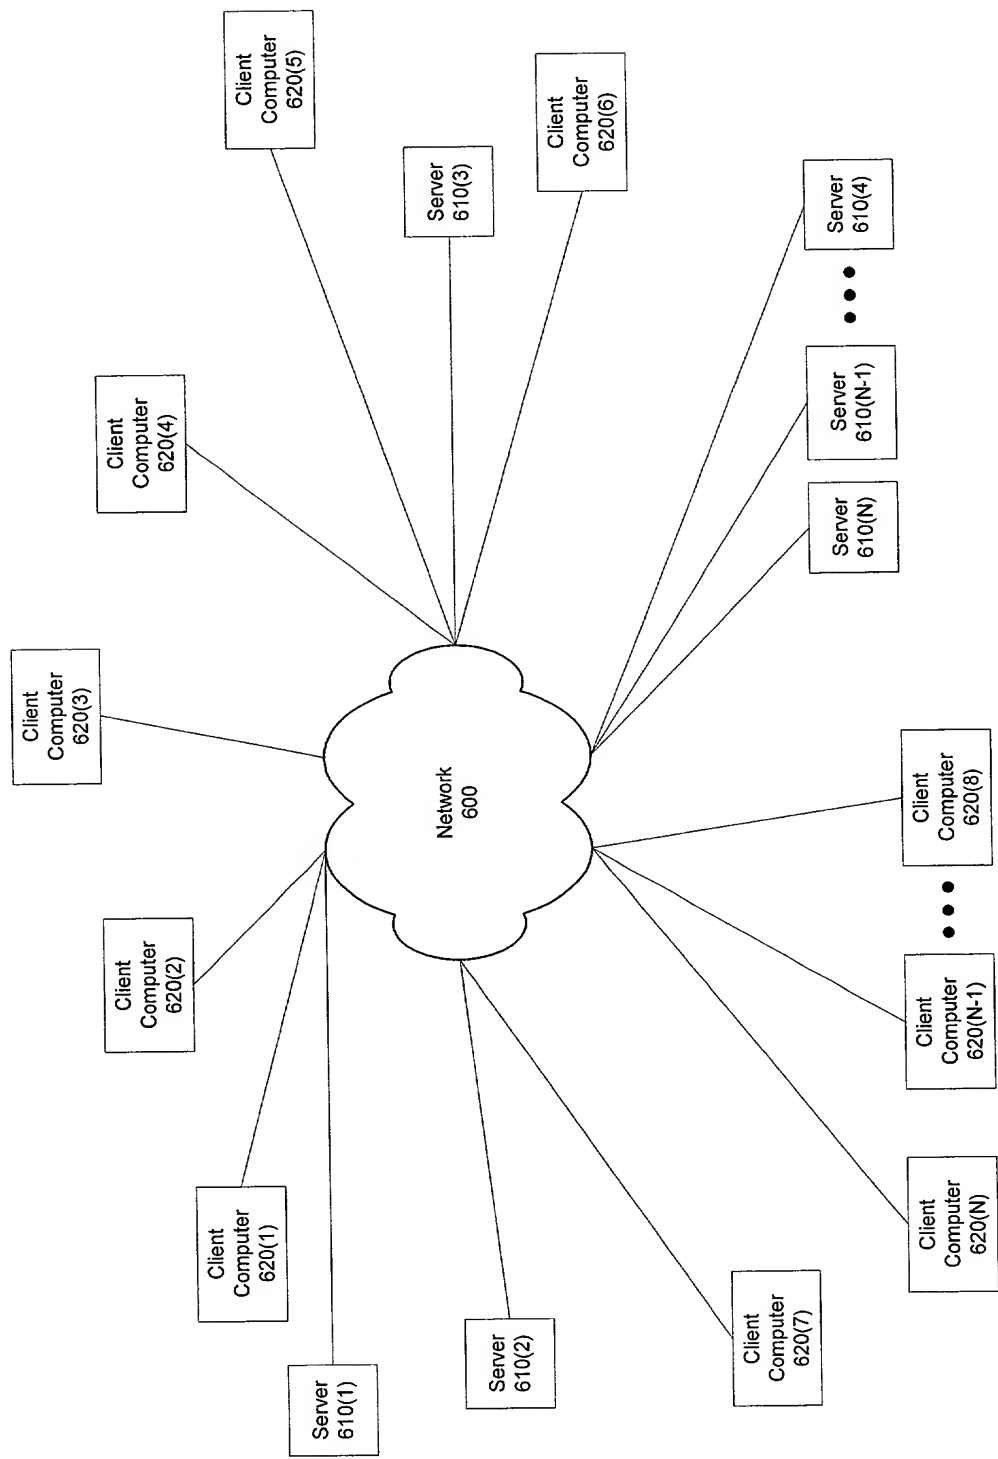 Client
Computer
620(3)
Client
Computer
620(2)
Client
Computer
620(4)
Client
Computer
620(1)
Client
Computer
620(5)
Server
610(1)
Server
610(3)
Network
600
Server
610(2)
Client
Computer
620(6)
Client
Computer
620(7)
Server
610(N)
Server
610(N-1)
Server
610(4)
Client
Computer
620(N)
Client
Computer
620(N-1)
Client
Computer
620(8)